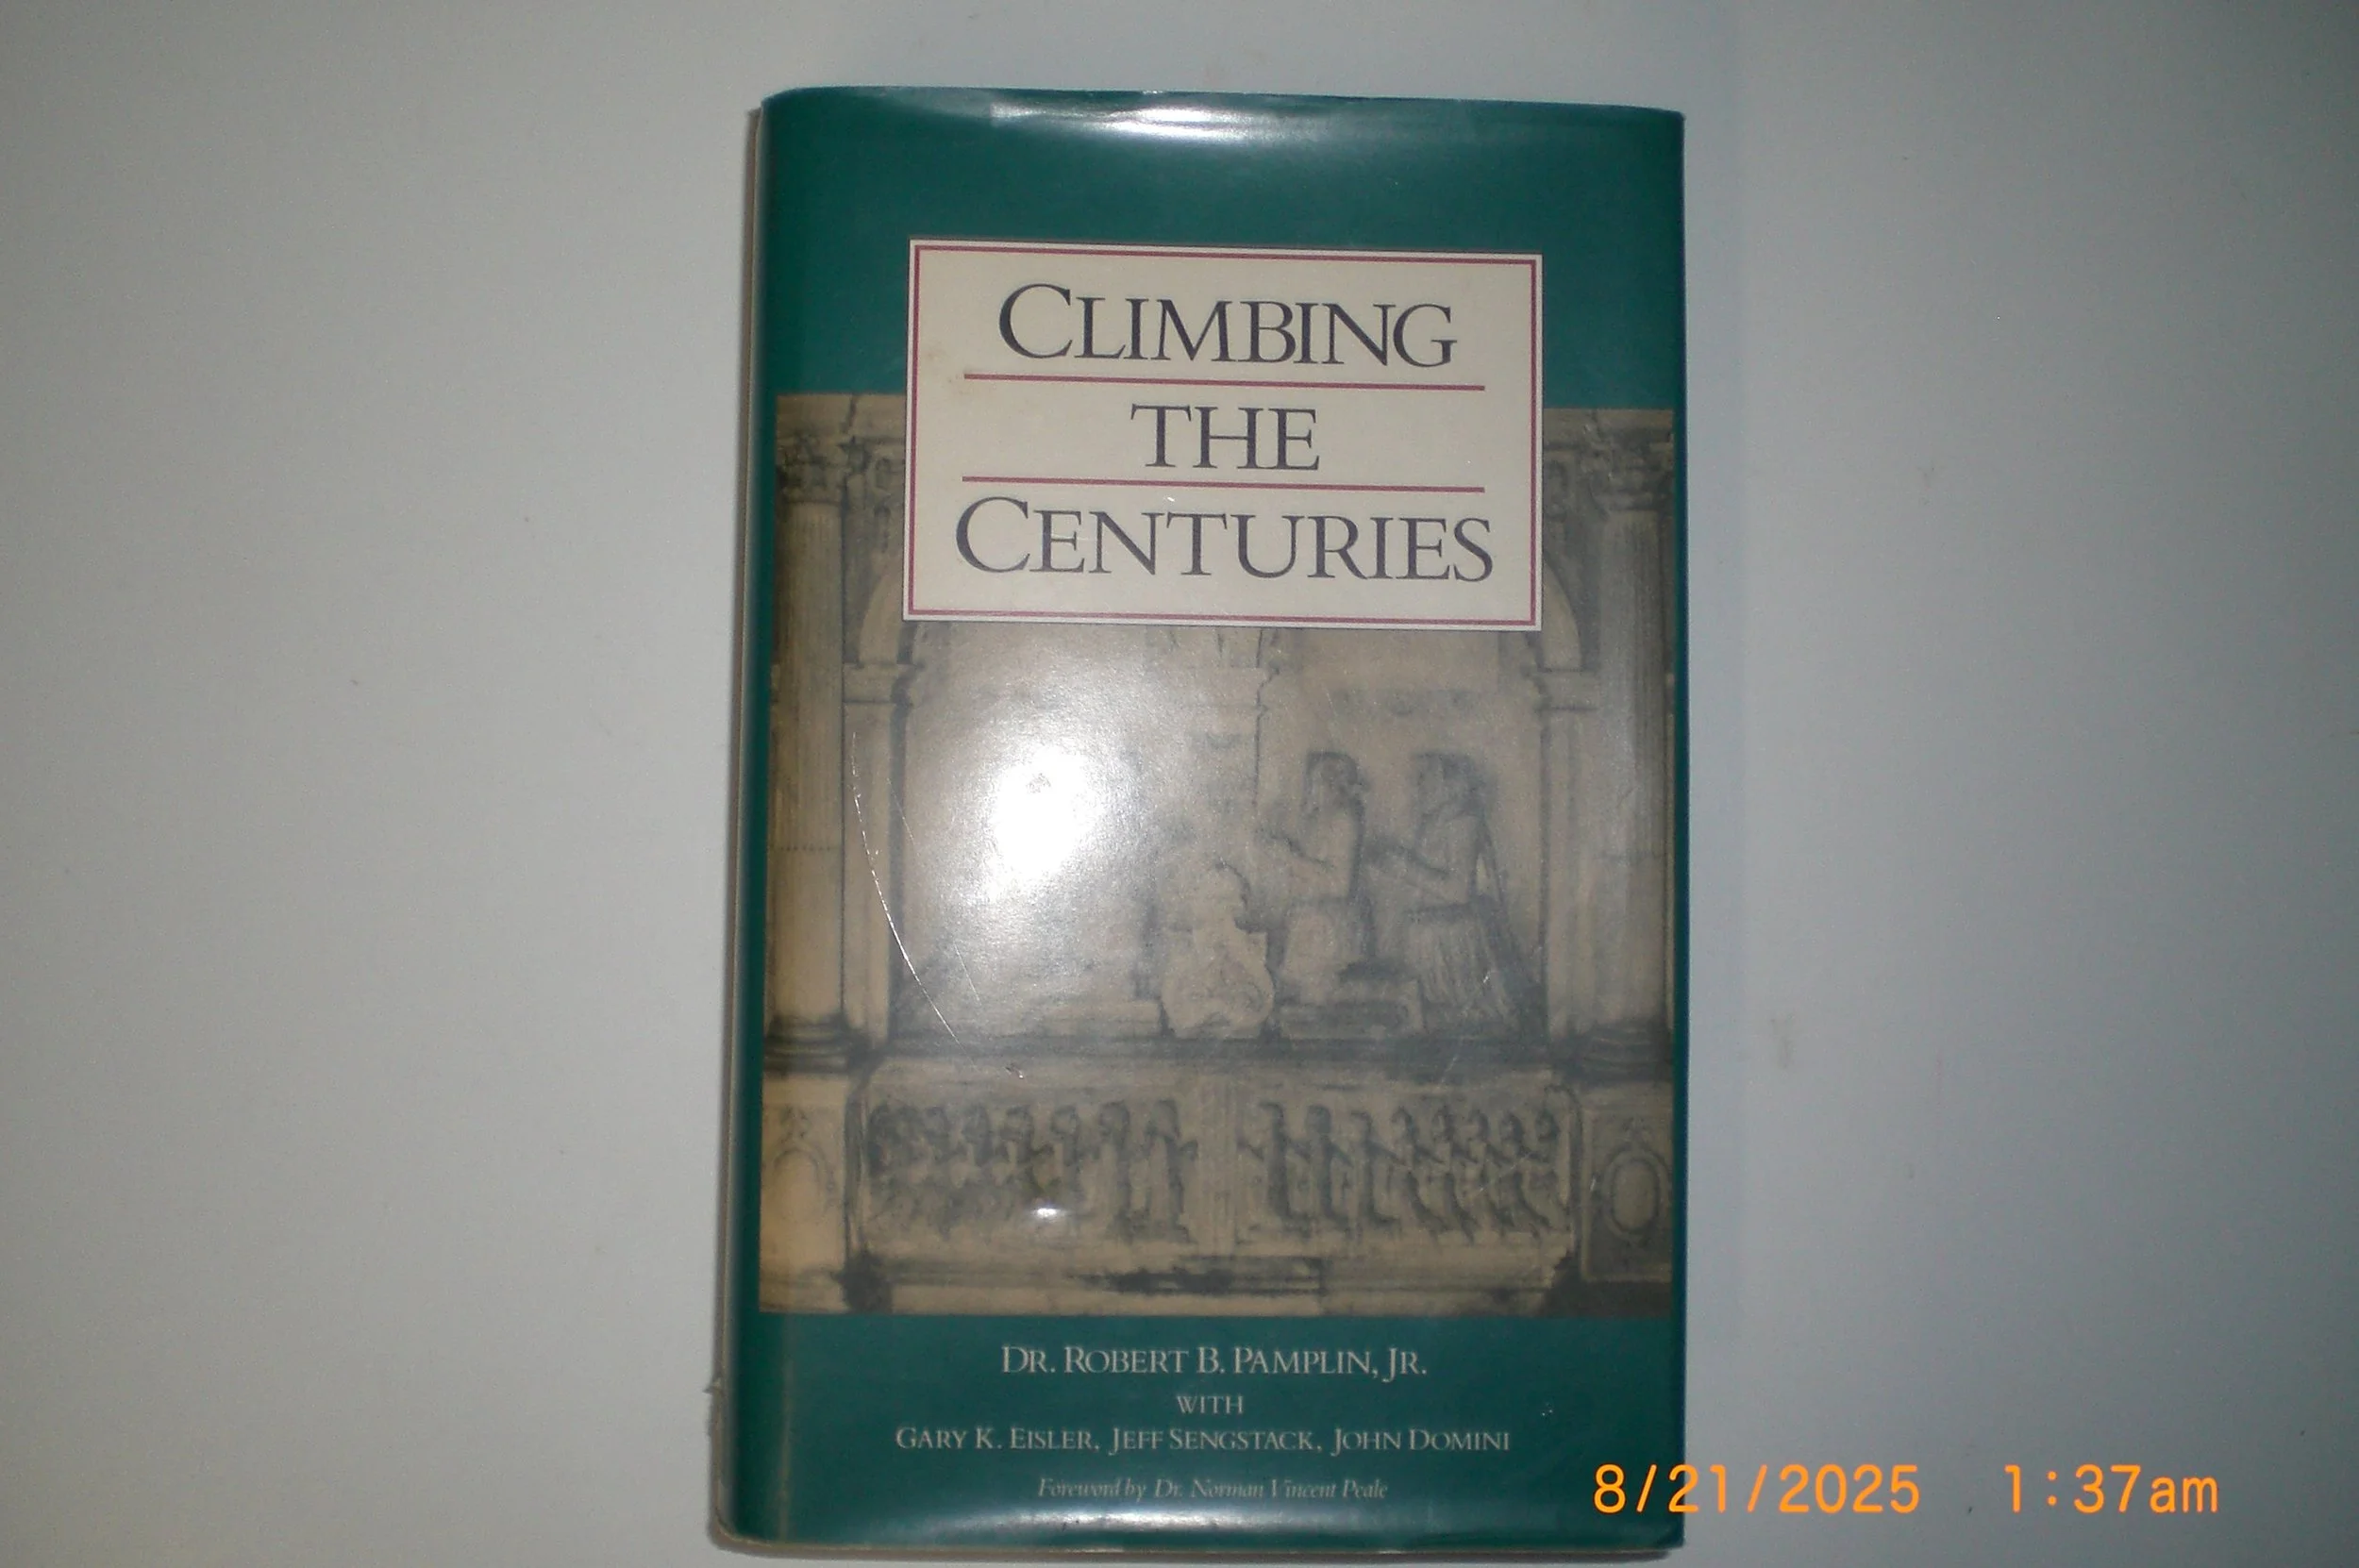 CLIMBING
THE
CENTURIES
DR. ROBERT B. PAMPLIN, JR.
WITH
GARY K. EISLER, JEFF SENGSTACK, JOHN DOMINI
Foreword by Dr. Norman Vincent Peale
8/21/2025 1:37am